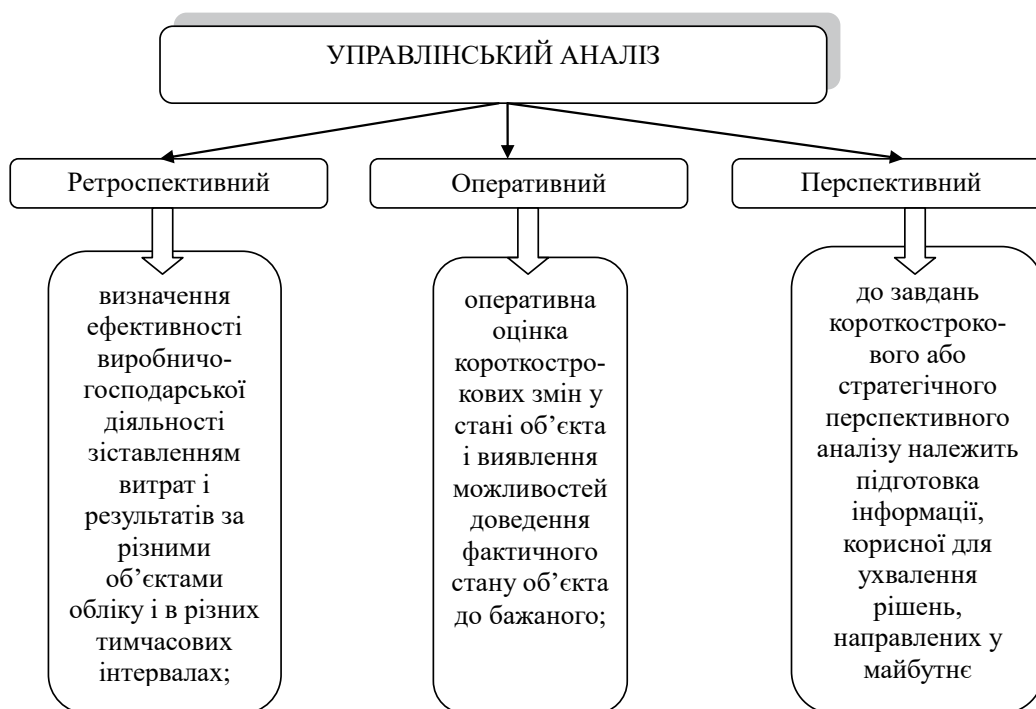 УПРАВЛІНСЬКИЙ АНАЛІЗ
Ретроспективний
Оперативний
Перспективний
визначення
ефективності
виробничо-
господарської
діяльності
зіставленням
витрат і
результатів за
різними
об’єктами
обліку і в різних
тимчасових
інтервалах;
оперативна
оцінка
короткостро-
кових змін у
стані об’єкта
і виявлення
можливостей
доведення
фактичного
стану об’єкта
до бажаного;
до завдань
короткостроко-
вого або
стратегічного
перспективного
аналізу належить
підготовка
інформації,
корисної для
ухвалення
рішень,
направлених у
майбутнє